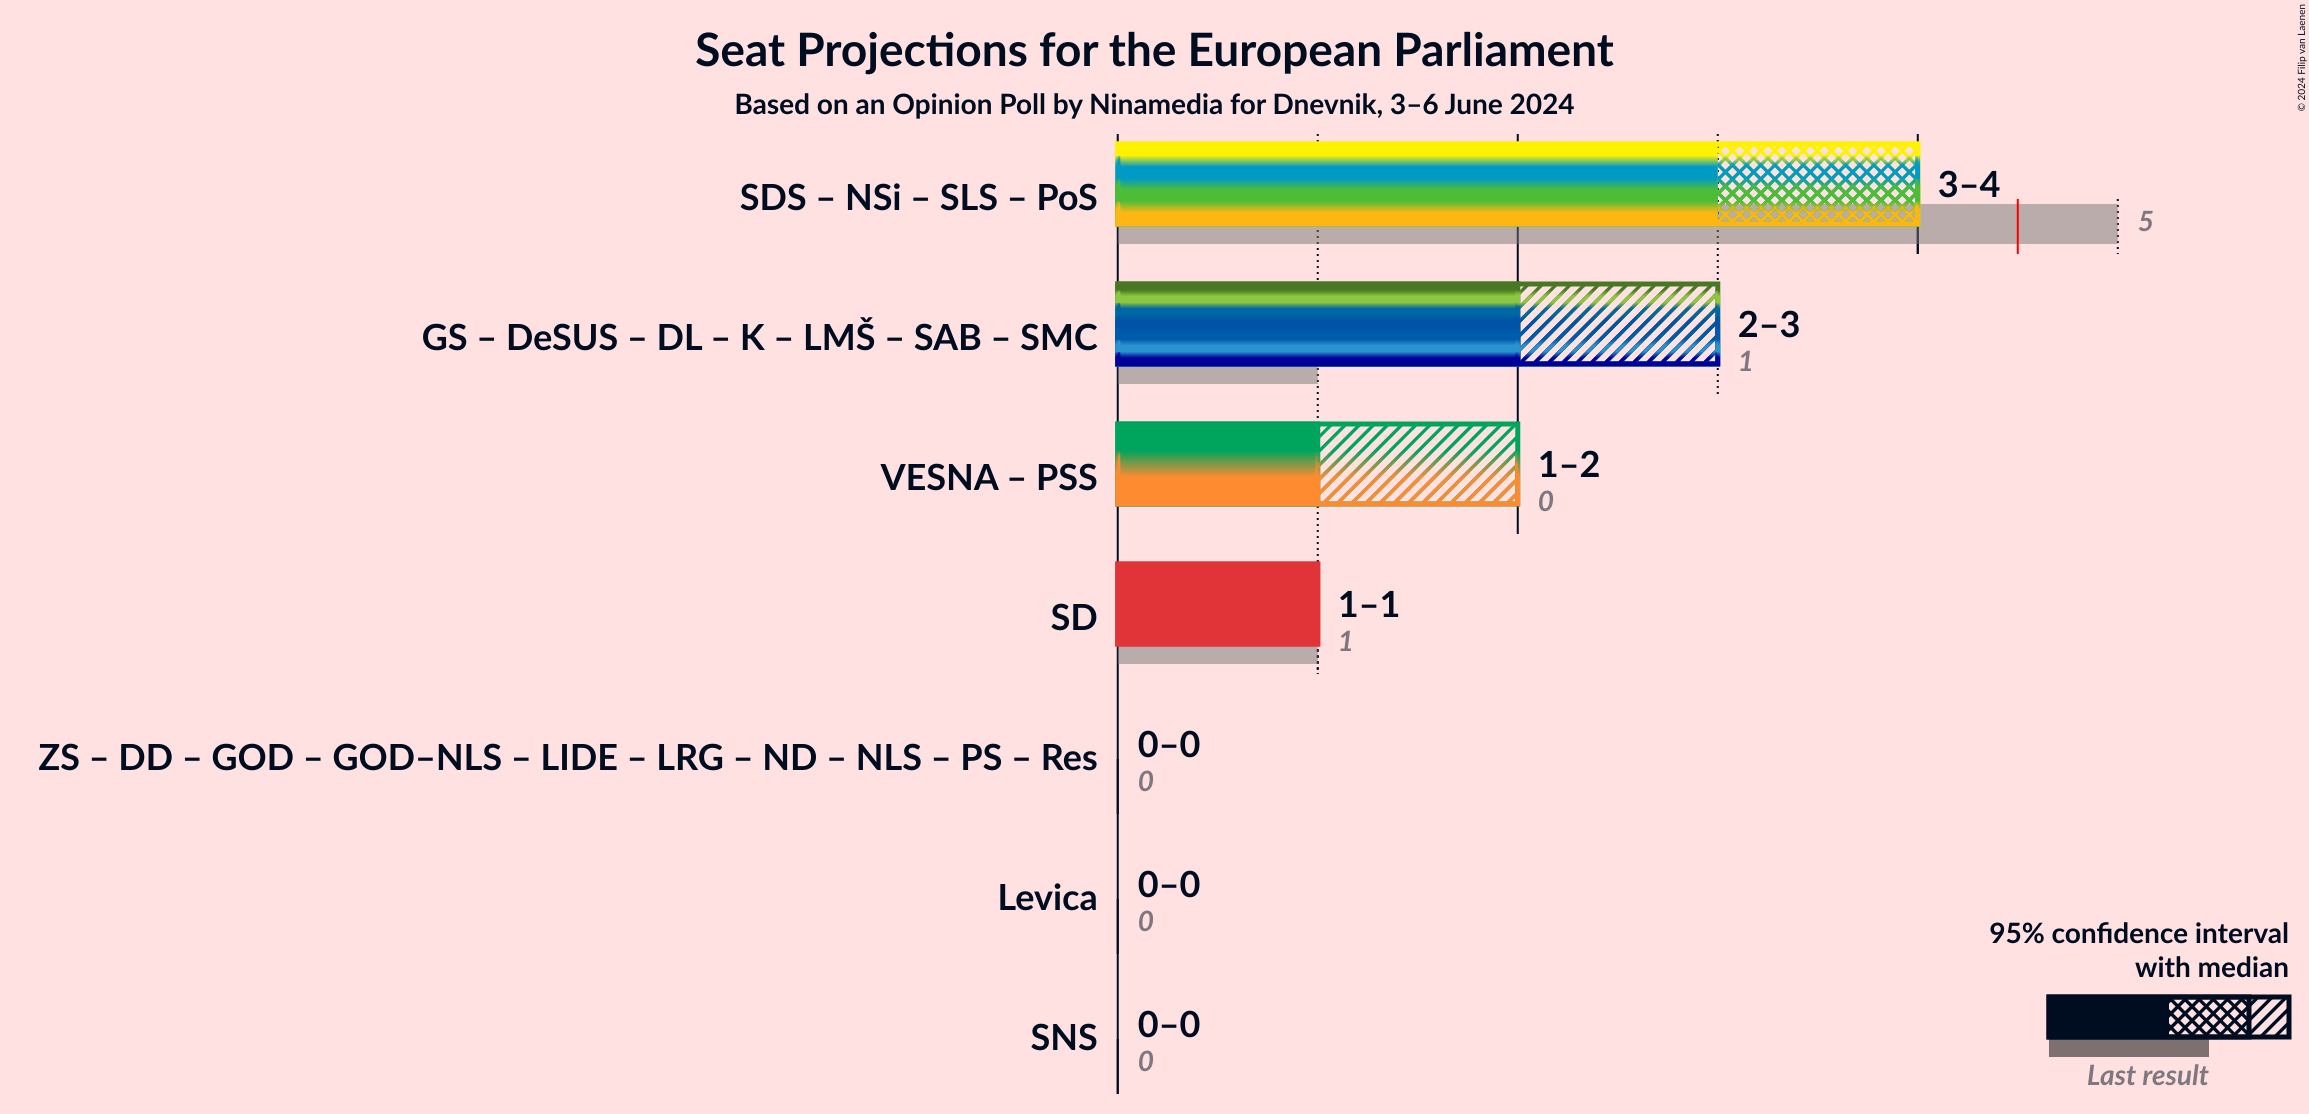 Seat Projections for the European Parliament
Based on an Opinion Poll by Ninamedia for Dnevnik, 3–6 June 2024
© 2024 Filip van Laenen
SDS – NSi – SLS – PoS
3–4
5
GS – DeSUS – DL – K – LMŠ – SAB – SMC
2–3
1
VESNA – PSS
1–2
0
SD
1–1
1
ZS – DD – GOD – GOD–NLS – LIDE – LRG – ND – NLS – PS – Res
0–0
0
Levica
0–0
0
SNS
0–0
0
95% confidence interval
with median
Last result